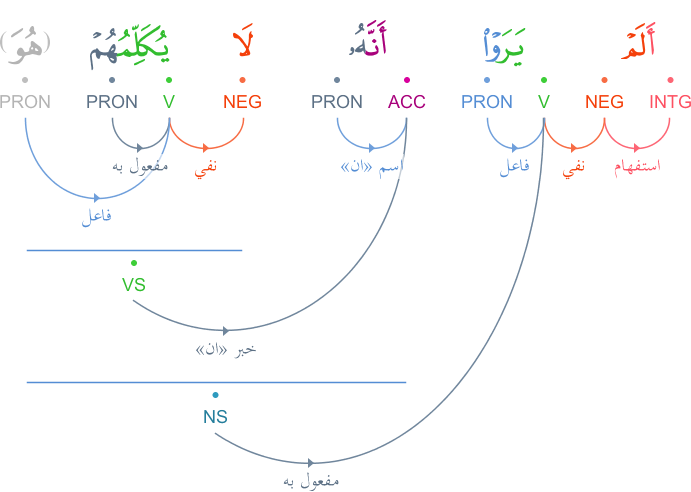 أَلَمْ يَرَوْا۟ أَنَّهُۥ لَا يُكَلِّمُهُمْ (هُوَ)
INTG NEG V PRON ACC PRON NEG V PRON PRON
استفهام نفي فاعل اسم «ان» نفي مفعول به
فاعل
VS
خبر «ان»
NS
مفعول به